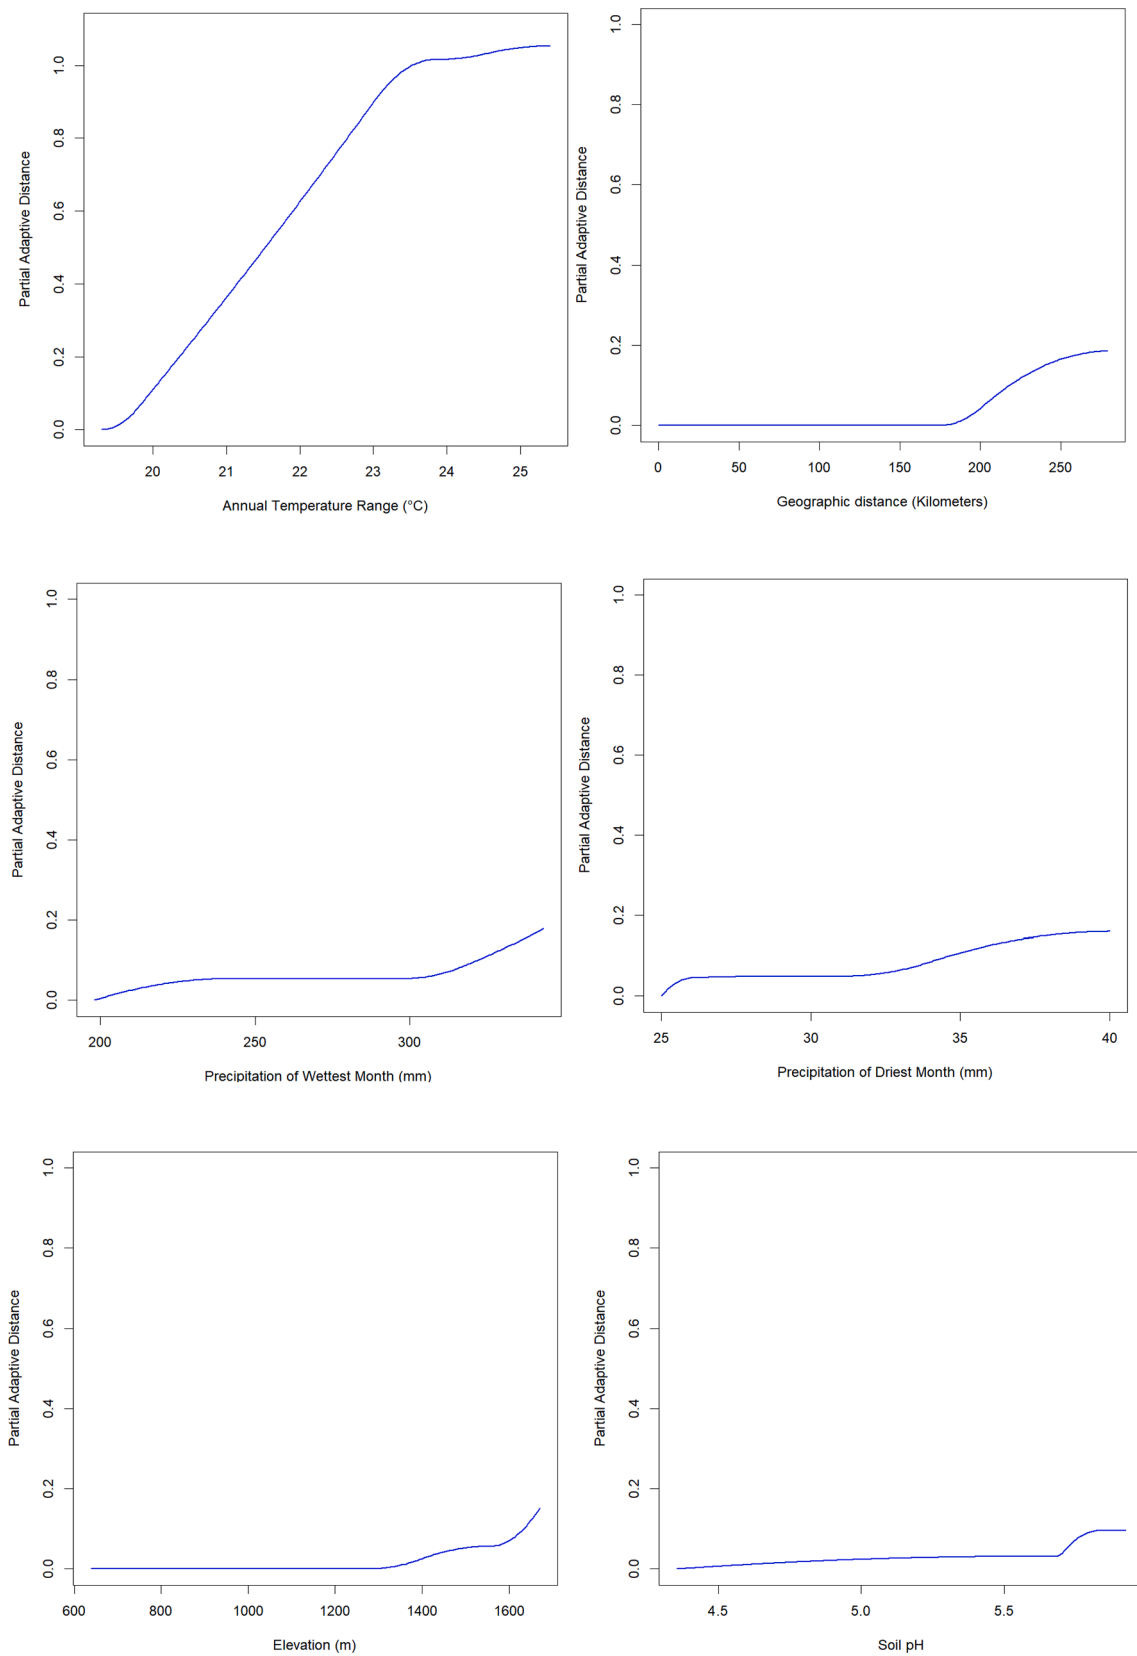 Partial Adaptive Distance
0.0 0.2 0.4 0.6 0.8 1.0
20 21 22 23 24 25
Annual Temperature Range (°C)
Partial Adaptive Distance
0.0 0.2 0.4 0.6 0.8 1.0
0 50 100 150 200 250
Geographic distance (Kilometers)
Partial Adaptive Distance
0.0 0.2 0.4 0.6 0.8 1.0
200 250 300
Precipitation of Wettest Month (mm)
Partial Adaptive Distance
0.0 0.2 0.4 0.6 0.8 1.0
25 30 35 40
Precipitation of Driest Month (mm)
Partial Adaptive Distance
0.0 0.2 0.4 0.6 0.8 1.0
600 800 1000 1200 1400 1600
Elevation (m)
Partial Adaptive Distance
0.0 0.2 0.4 0.6 0.8 1.0
4.5 5.0 5.5
Soil pH